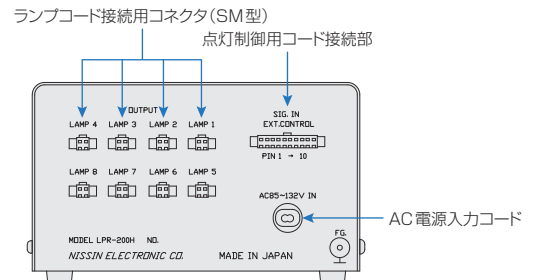 ランプコード接続用コネクタ(SM型)
点灯制御用コード接続部
OUTPUT
LAMP 4 LAMP 3 LAMP 2 LAMP 1
SIG. IN
EXT.CONTROL
PIN 1 → 10
LAMP 8 LAMP 7 LAMP 6 LAMP 5
AC85~132V IN
AC電源入力コード
FG.
MODEL LPR-200H NO.
NISSIN ELECTRONIC CO. MADE IN JAPAN